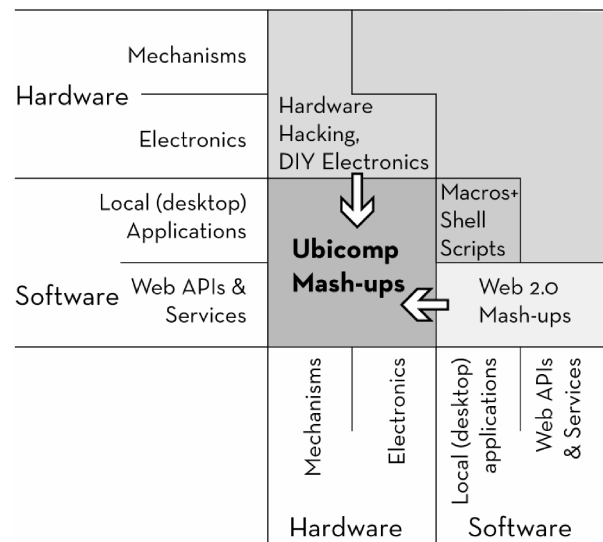 Mechanisms
Hardware
Electronics
Hardware
Hacking,
DIY Electronics
Local (desktop)
Applications
Macros+
Shell
Scripts
Ubicomp
Mash-ups
Software
Web APIs &
Services
Web 2.0
Mash-ups
Mechanisms
Electronics
Local (desktop)
applications
Web APIs
& Services
Hardware
Software